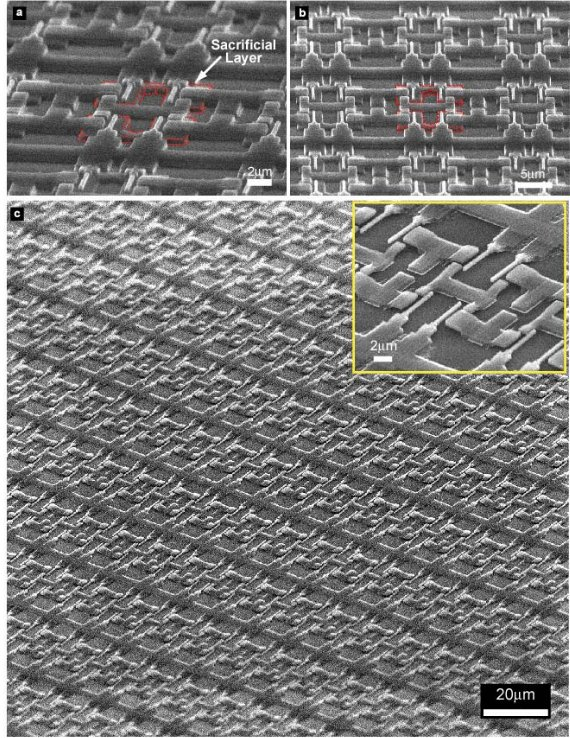 a
Sacrificial
Layer
2μm
b
5μm
c
2μm
20μm